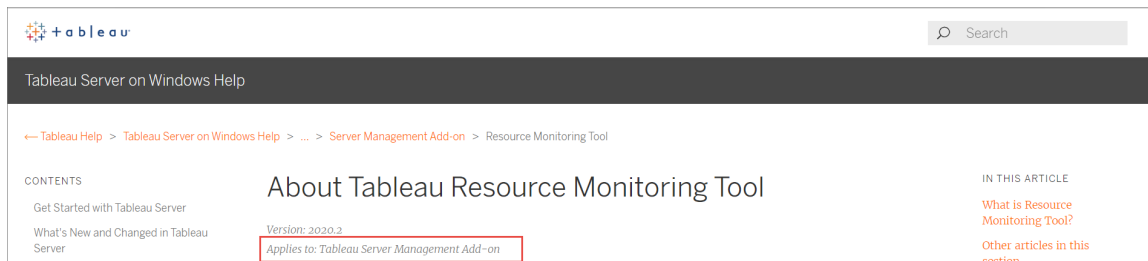 + a b | e a u
Search
Tableau Server on Windows Help
← Tableau Help > Tableau Server on Windows Help > ... > Server Management Add-on > Resource Monitoring Tool
CONTENTS
Get Started with Tableau Server
What's New and Changed in Tableau
Server
About Tableau Resource Monitoring Tool
Version: 2020.2
Applies to: Tableau Server Management Add-on
IN THIS ARTICLE
What is Resource
Monitoring Tool?
Other articles in this
section